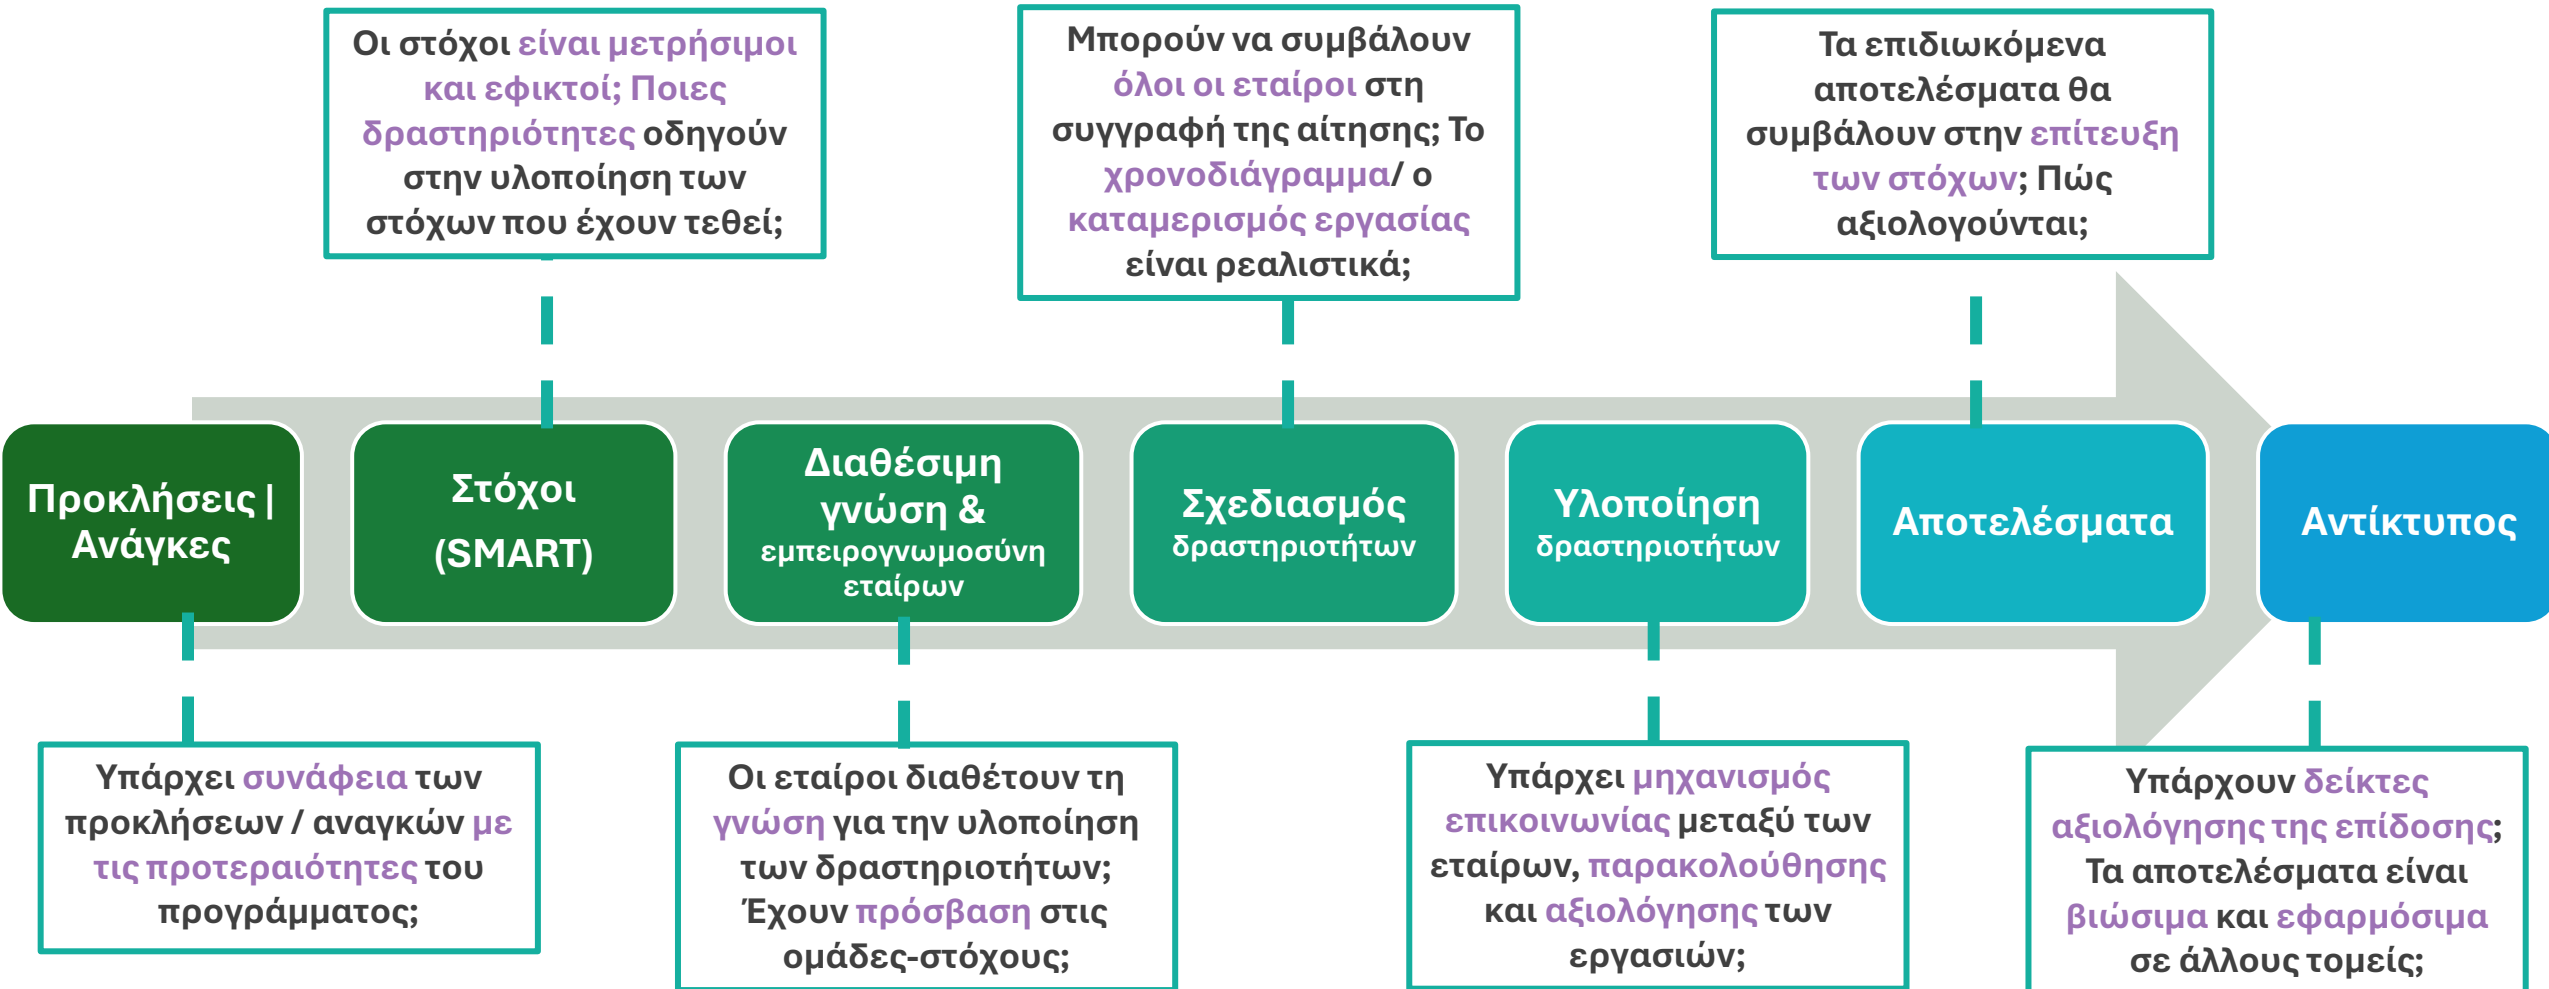 Οι στόχοι είναι μετρήσιμοι
και εφικτοί; Ποιες
δραστηριότητες οδηγούν
στην υλοποίηση των
στόχων που έχουν τεθεί;
Μπορούν να συμβάλουν
όλοι οι εταίροι στη
συγγραφή της αίτησης; Το
χρονοδιάγραμμα/ ο
καταμερισμός εργασίας
είναι ρεαλιστικά;
Τα επιδιωκόμενα
αποτελέσματα θα
συμβάλουν στην επίτευξη
των στόχων; Πώς
αξιολογούνται;
Προκλήσεις |
Ανάγκες
Στόχοι
(SMART)
Διαθέσιμη
γνώση &
εμπειρογνωμοσύνη
εταίρων
Σχεδιασμός
δραστηριοτήτων
Υλοποίηση
δραστηριοτήτων
Αποτελέσματα
Αντίκτυπος
Υπάρχει συνάφεια των
προκλήσεων / αναγκών με
τις προτεραιότητες του
προγράμματος;
Οι εταίροι διαθέτουν τη
γνώση για την υλοποίηση
των δραστηριοτήτων;
Έχουν πρόσβαση στις
ομάδες-στόχους;
Υπάρχει μηχανισμός
επικοινωνίας μεταξύ των
εταίρων, παρακολούθησης
και αξιολόγησης των
εργασιών;
Υπάρχουν δείκτες
αξιολόγησης της επίδοσης;
Τα αποτελέσματα είναι
βιώσιμα και εφαρμόσιμα
σε άλλους τομείς;